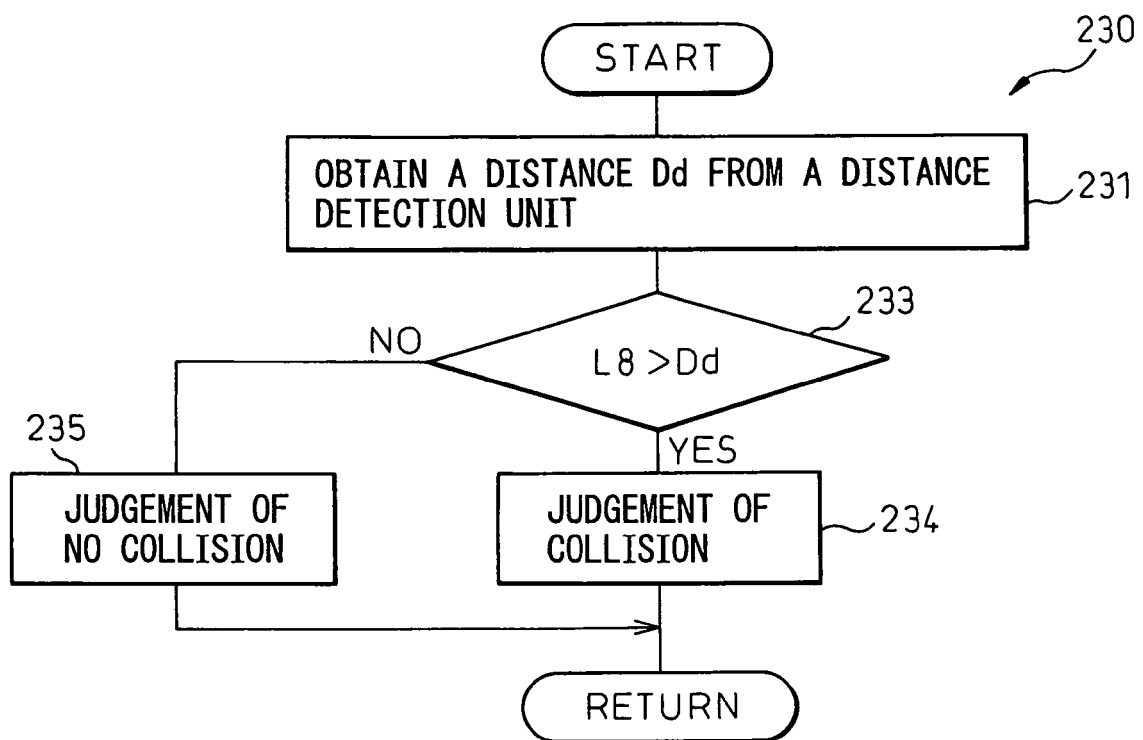 230
START
OBTAIN A DISTANCE Dd FROM A DISTANCE
DETECTION UNIT
231
233
L8 >Dd
NO
YES
235
JUDGEMENT OF
NO COLLISION
JUDGEMENT OF
COLLISION
234
RETURN